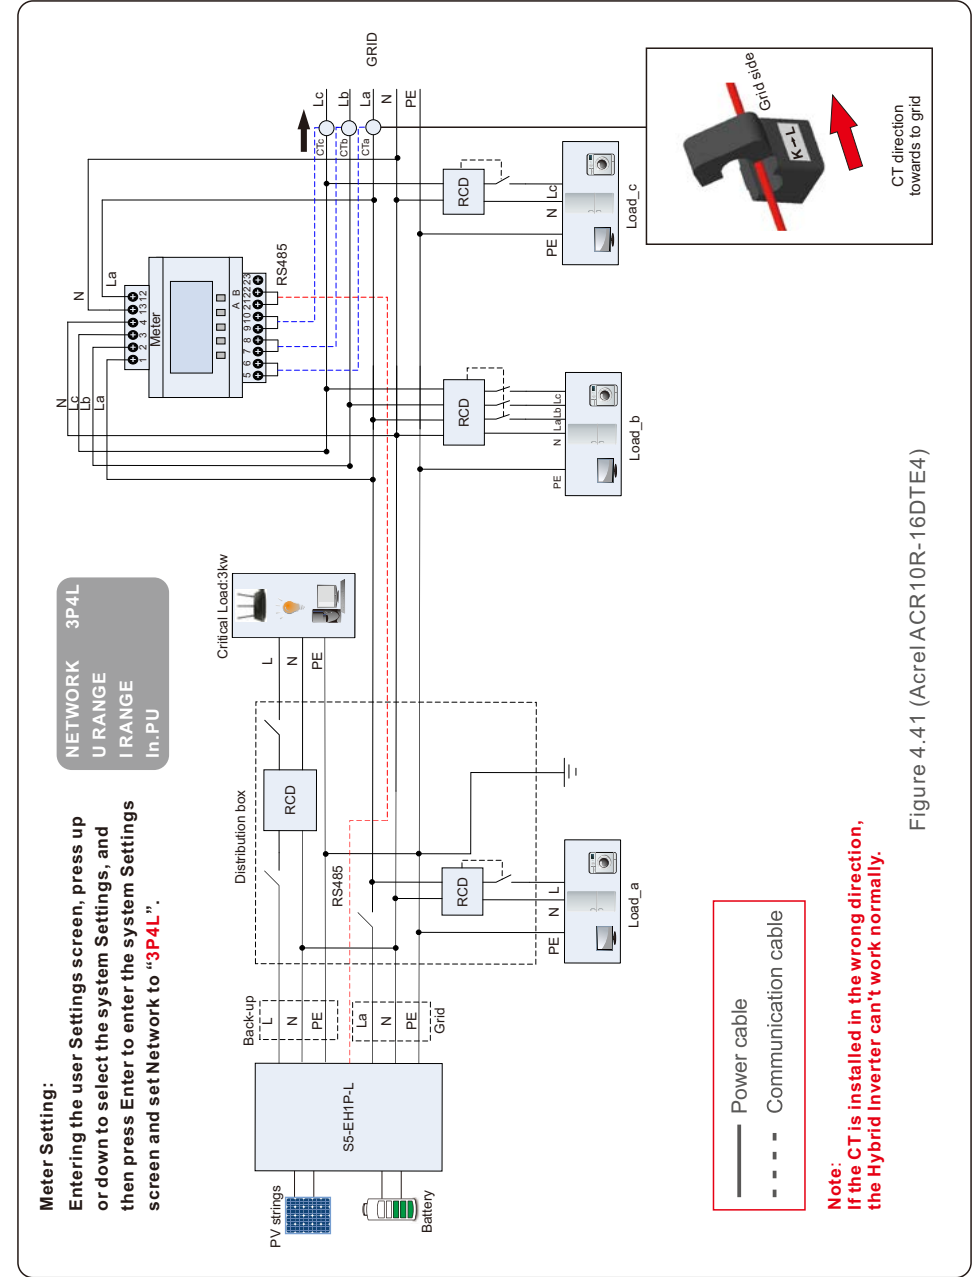 Meter Setting:
Entering the user Settings screen, press up
or down to select the system Settings, and
then press Enter to enter the system Settings
screen and set Network to “3P4L”.
NETWORK 3P4L
U RANGE
I RANGE
In.PU
N
Lc
Lb
La
N
La
1 2 3 4 13 12
Meter
5 6 7 8 9 10 21 22 23
A B
RS485
GRID
Lc
Lb
La
N
PE
CTc
CTb
CTa
Critical Load:3kw
L
N
PE
Distribution box
RCD
RS485
Back-up
L
N
PE
La
N
PE
Grid
S5-EH1P-L
PV strings
Battery
RCD
PE N L
Load_a
RCD
PE N La Lb Lc
Load_b
RCD
PE N Lc
Load_c
Grid side
K→L
CT direction
towards to grid
Power cable
Communication cable
Note:
If the CT is installed in the wrong direction,
the Hybrid Inverter can't work normally.
Figure 4.41 (Acrel ACR10R-16DTE4)